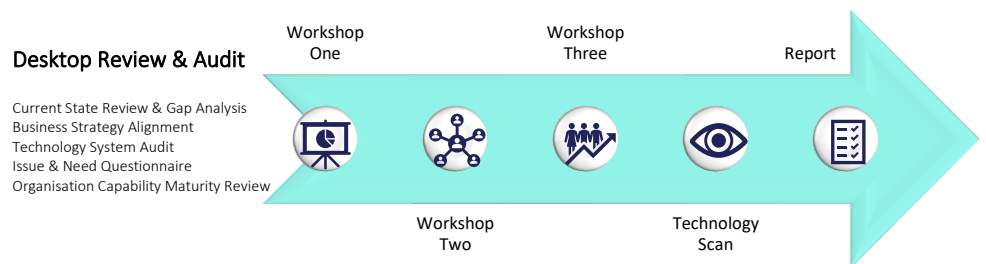 Desktop Review & Audit
Current State Review & Gap Analysis
Business Strategy Alignment
Technology System Audit
Issue & Need Questionnaire
Organisation Capability Maturity Review
Workshop
One
Workshop
Two
Workshop
Three
Technology
Scan
Report